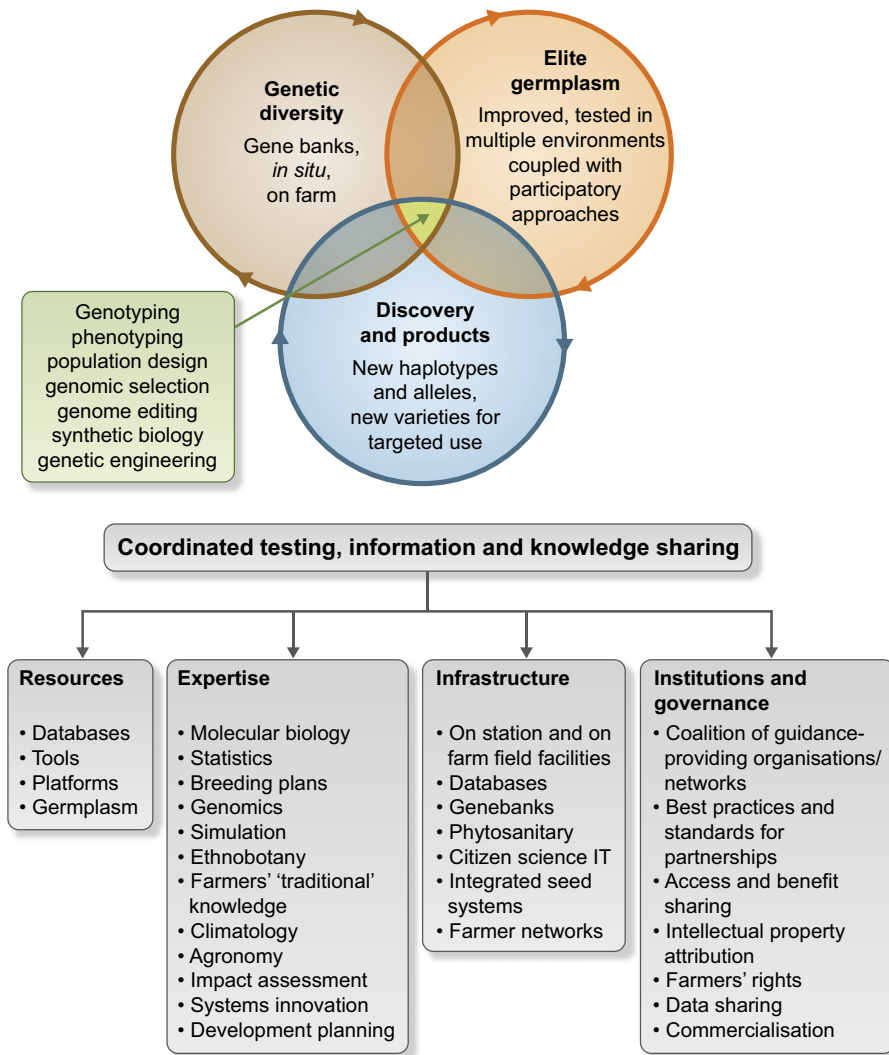 Genetic
diversity
Gene banks,
in situ,
on farm
Elite
germplasm
Improved, tested in
multiple environments
coupled with
participatory
approaches
Discovery
and products
New haplotypes
and alleles,
new varieties for
targeted use
Genotyping
phenotyping
population design
genomic selection
genome editing
synthetic biology
genetic engineering
Coordinated testing, information and knowledge sharing
Resources
• Databases
• Tools
• Platforms
• Germplasm
Expertise
• Molecular biology
• Statistics
• Breeding plans
• Genomics
• Simulation
• Ethnobotany
• Farmers’ ‘traditional’
knowledge
• Climatology
• Agronomy
• Impact assessment
• Systems innovation
• Development planning
Infrastructure
• On station and on
farm field facilities
• Databases
• Genebanks
• Phytosanitary
• Citizen science IT
• Integrated seed
systems
• Farmer networks
Institutions and
governance
• Coalition of guidance-
providing organisations/
networks
• Best practices and
standards for
partnerships
• Access and benefit
sharing
• Intellectual property
attribution
• Farmers’ rights
• Data sharing
• Commercialisation